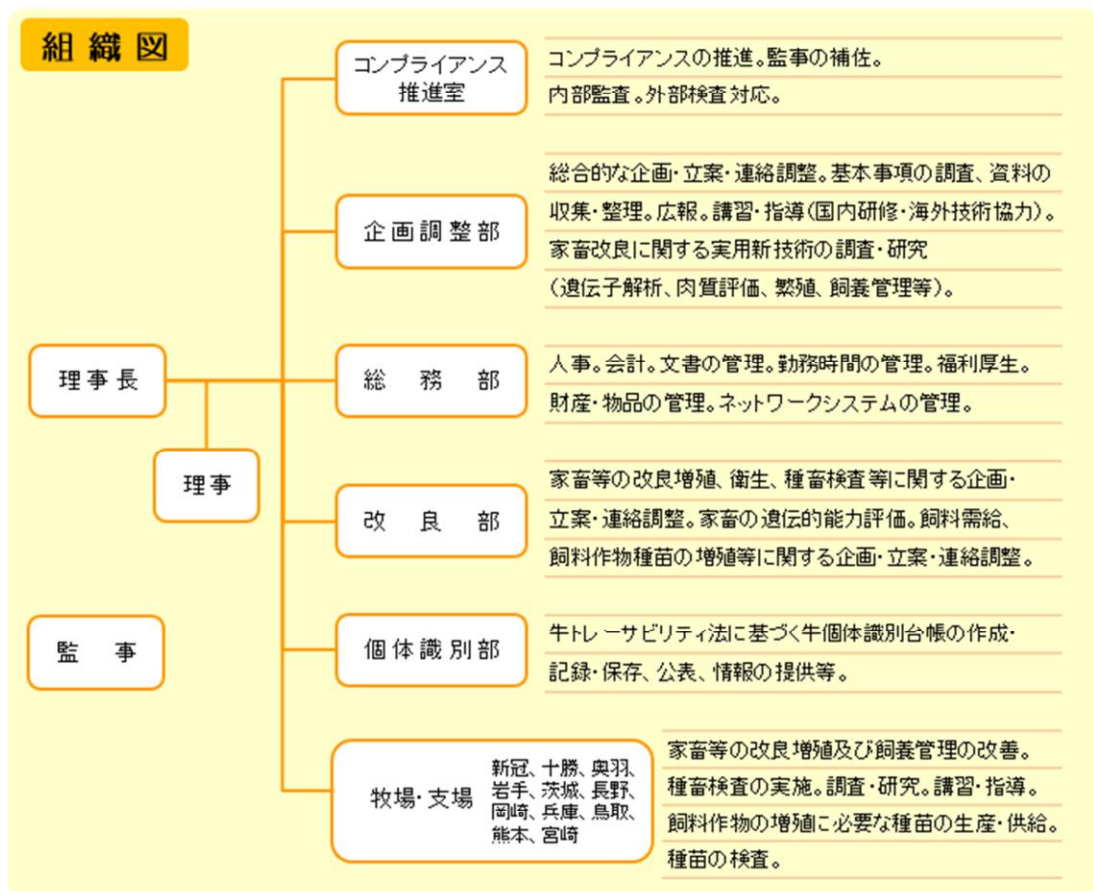 組織図
コンプライアンス
推進室
コンプライアンスの推進。監事の補佐。
内部監査。外部検査対応。
企画調整部
総合的な企画・立案・連絡調整。基本事項の調査、資料の
収集・整理。広報。講習・指導(国内研修・海外技術協力)。
家畜改良に関する実用新技術の調査・研究
(遺伝子解析、肉質評価、繁殖、飼養管理等)。
理事長
総務部
人事。会計。文書の管理。勤務時間の管理。福利厚生。
財産・物品の管理。ネットワークシステムの管理。
理事
改良部
家畜等の改良増殖、衛生、種畜検査等に関する企画・
立案・連絡調整。家畜の遺伝的能力評価。飼料需給、
飼料作物種苗の増殖等に関する企画・立案・連絡調整。
監事
個体識別部
牛トレーサビリティ法に基づく牛個体識別台帳の作成・
記録・保存、公表、情報の提供等。
牧場・支場
新冠、十勝、奥羽、
岩手、茨城、長野、
岡崎、兵庫、鳥取、
熊本、宮崎
家畜等の改良増殖及び飼養管理の改善。
種畜検査の実施。調査・研究。講習・指導。
飼料作物の増殖に必要な種苗の生産・供給。
種苗の検査。